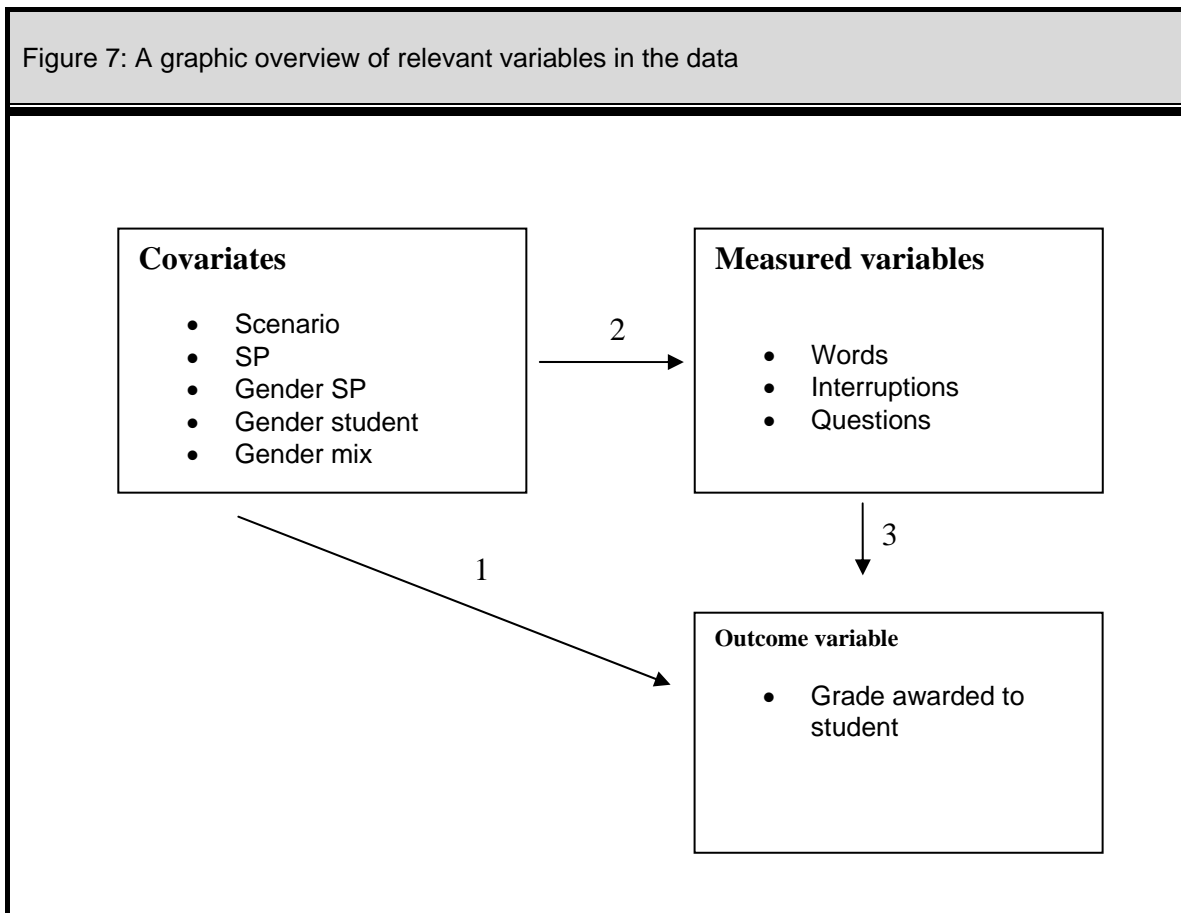 Figure 7: A graphic overview of relevant variables in the data
Covariates
• Scenario
• SP
• Gender SP
• Gender student
• Gender mix
2
Measured variables
• Words
• Interruptions
• Questions
3
1
Outcome variable
• Grade awarded to
student